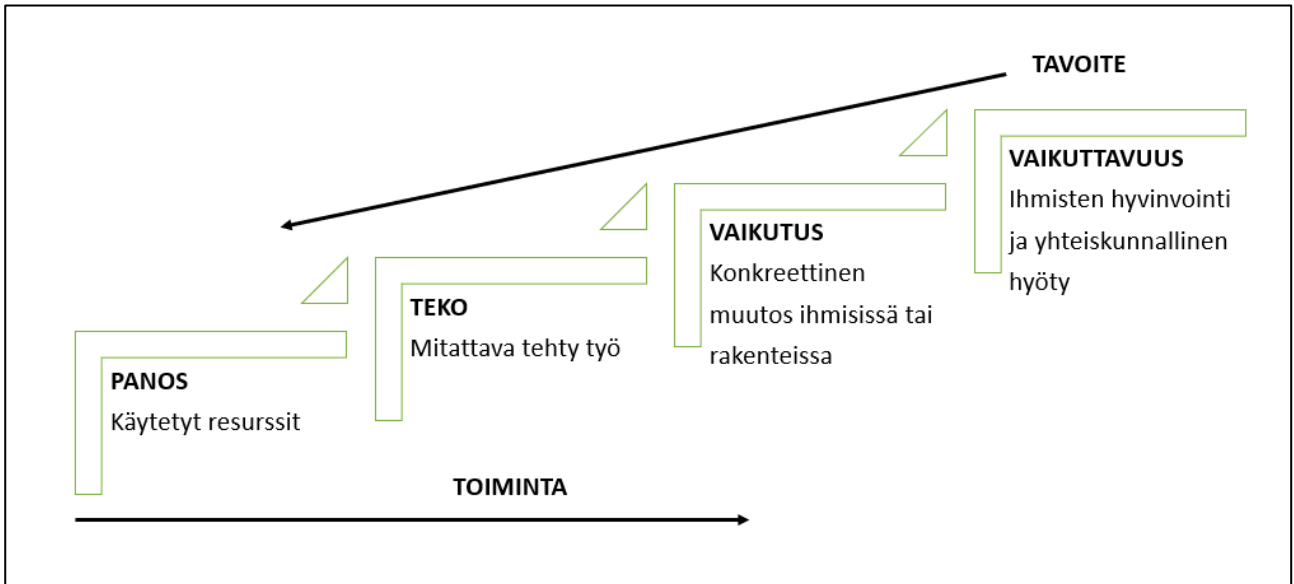 TAVOITE
VAIKUTTAVUUS
Ihmisten hyvinvointi
ja yhteiskunnallinen
hyöty
VAIKUTUS
Konkreettinen
muutos ihmisissä tai
rakenteissa
TEKO
Mitattava tehty työ
PANOS
Käytetyt resurssit
TOIMINTA